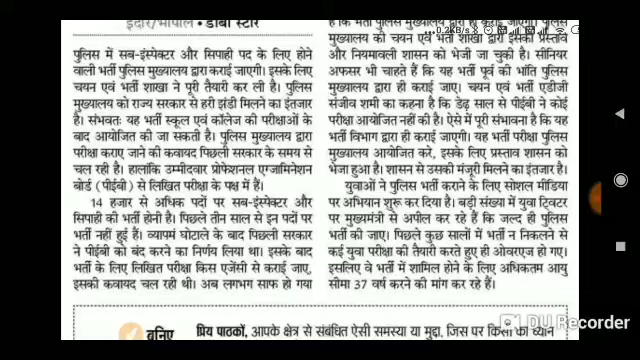 इंदौर/भोपाल • डीबी स्टार
पुलिस में सब-इंस्पेक्टर और सिपाही पद के लिए होने
वाली भर्ती पुलिस मुख्यालय द्वारा कराई जाएगी। इसके लिए
चयन एवं भर्ती शाखा ने पूरी तैयारी कर ली है। पुलिस
मुख्यालय को राज्य सरकार से हरी झंडी मिलने का इंतजार
है। संभवतः यह भर्ती स्कूल एवं कॉलेज की परीक्षाओं के
बाद आयोजित की जा सकती है। पुलिस मुख्यालय द्वारा
परीक्षा कराए जाने की कवायद पिछली सरकार के समय से
चल रही है। हालांकि उम्मीदवार प्रोफेशनल एग्जामिनेशन
बोर्ड (पीईबी) से लिखित परीक्षा के पक्ष में हैं।
14 हजार से अधिक पदों पर सब-इंस्पेक्टर और
सिपाही की भर्ती होनी है। पिछले तीन साल से इन पदों पर
भर्ती नहीं हुई हैं। व्यापमं घोटाले के बाद पिछली सरकार
ने पीईबी को बंद करने का निर्णय लिया था। इसके बाद
भर्ती के लिए लिखित परीक्षा किस एजेंसी से कराई जाए,
इसकी कवायद चल रही थी। अब लगभग साफ हो गया
है कि भर्ती पुलिस मुख्यालय द्वारा ही कराई जाएगी। पुलिस
मुख्यालय की चयन एवं भर्ती शाखा द्वारा इसका प्रस्ताव
और नियमावली शासन को भेजी जा चुकी है। सीनियर
अफसर भी चाहते हैं कि यह भर्ती पूर्व की भांति पुलिस
मुख्यालय द्वारा ही कराई जाए। चयन एवं भर्ती एडीजी
संजीव शमी का कहना है कि डेढ़ साल से पीईबी ने कोई
परीक्षा आयोजित नहीं की है। ऐसे में पूरी संभावना है कि यह
भर्ती विभाग द्वारा ही कराई जाएगी। यह भर्ती परीक्षा पुलिस
मुख्यालय आयोजित करे, इसके लिए प्रस्ताव शासन को
भेजा हुआ है। शासन से उसकी मंजूरी मिलने का इंतजार है।
युवाओं ने पुलिस भर्ती कराने के लिए सोशल मीडिया
पर अभियान शुरू कर दिया है। बड़ी संख्या में युवा ट्विटर
पर मुख्यमंत्री से अपील कर रहे हैं कि जल्द ही पुलिस
भर्ती की जाए। पिछले कुछ सालों में भर्ती न निकलने से
कई युवा परीक्षा की तैयारी करते हुए ही ओवरएज हो गए।
इसलिए वे भर्ती में शामिल होने के लिए अधिकतम आयु
सीमा 37 वर्ष करने की मांग कर रहे हैं।
...0.2KB/s
DU Recorder
बनिए
प्रिय पाठकों, आपके क्षेत्र से संबंधित ऐसी समस्या या मुद्दा, जिस पर किसी का ध्यान